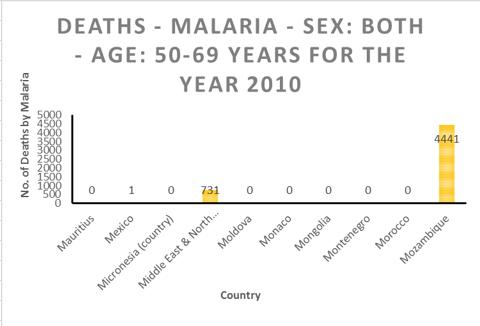 DEATHS - MALARIA - SEX: BOTH
- AGE: 50-69 YEARS FOR THE
YEAR 2010
No. of Deaths by Malaria
5000
4500
4000
3500
3000
2500
2000
1500
1000
500
0
0
1
0
731
0
0
0
0
0
4441
Mauritius
Mexico
Micronesia (country)
Middle East & North...
Moldova
Monaco
Mongolia
Montenegro
Morocco
Mozambique
Country